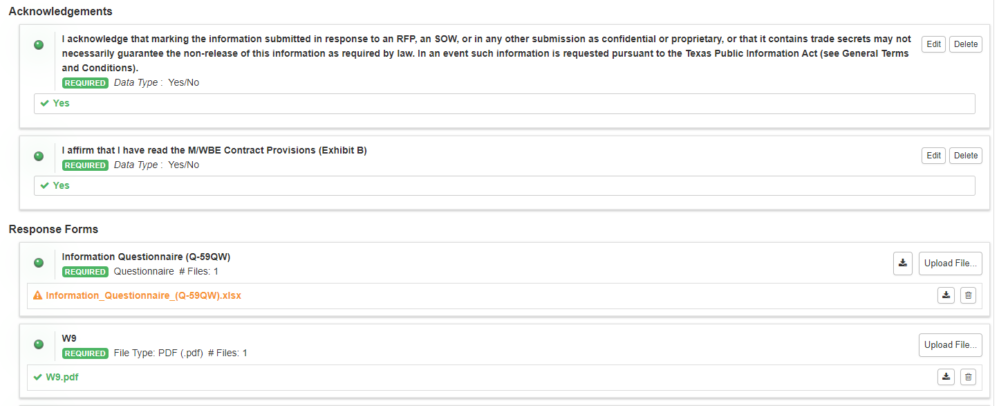 Acknowledgements
I acknowledge that marking the information submitted in response to an RFP, an SOW, or in any other submission as confidential or proprietary, or that it contains trade secrets may not
necessarily guarantee the non-release of this information as required by law. In an event such information is requested pursuant to the Texas Public Information Act (see General Terms
and Conditions).
Edit Delete
REQUIRED Data Type : Yes/No
Yes
I affirm that I have read the M/WBE Contract Provisions (Exhibit B)
Edit Delete
REQUIRED Data Type : Yes/No
Yes
Response Forms
Information Questionnaire (Q-59QW)
Upload File...
REQUIRED Questionnaire # Files: 1
Information_Questionnaire_(Q-59QW).xlsx
W9
Upload File...
REQUIRED File Type: PDF (.pdf) # Files: 1
W9.pdf